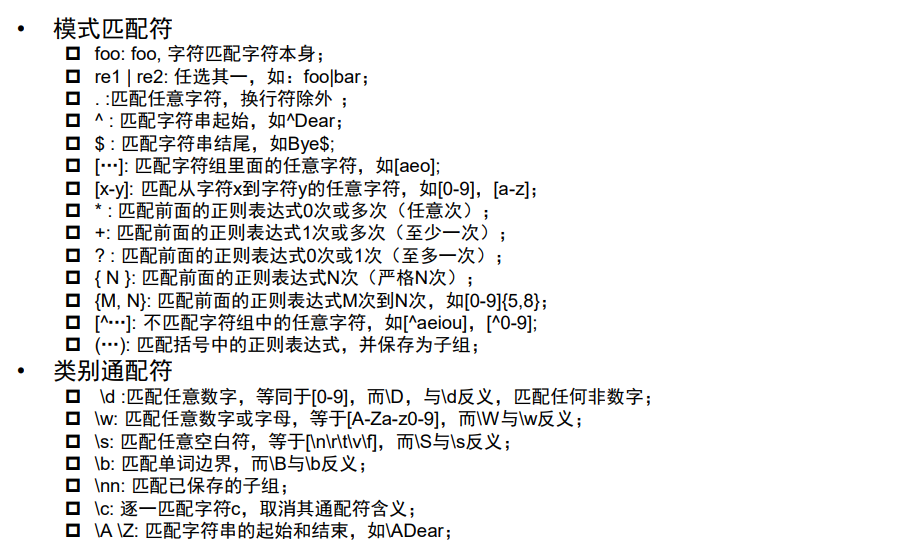 • 模式匹配符
foo: foo, 字符匹配字符本身；
re1 | re2: 任选其一，如：foo|bar；
. :匹配任意字符，换行符除外 ；
^ : 匹配字符串起始，如^Dear；
$ : 匹配字符串结尾，如Bye$;
[…]: 匹配字符组里面的任意字符，如[aeo];
[x-y]: 匹配从字符x到字符y的任意字符，如[0-9]，[a-z]；
* : 匹配前面的正则表达式0次或多次（任意次）；
+: 匹配前面的正则表达式1次或多次（至少一次）；
? : 匹配前面的正则表达式0次或1次（至多一次）；
{ N }: 匹配前面的正则表达式N次（严格N次）；
{M, N}: 匹配前面的正则表达式M次到N次，如[0-9]{5,8}；
[^…]: 不匹配字符组中的任意字符，如[^aeiou]，[^0-9];
(…): 匹配括号中的正则表达式，并保存为子组；
• 类别通配符
\d :匹配任意数字，等同于[0-9]，而\D，与\d反义，匹配任何非数字；
\w: 匹配任意数字或字母，等于[A-Za-z0-9]，而\W与\w反义；
\s: 匹配任意空白符，等于[\n\r\t\v\f]，而\S与\s反义；
\b: 匹配单词边界，而\B与\b反义；
\nn: 匹配已保存的子组；
\c: 逐一匹配字符c，取消其通配符含义；
\A \Z: 匹配字符串的起始和结束，如\ADear；